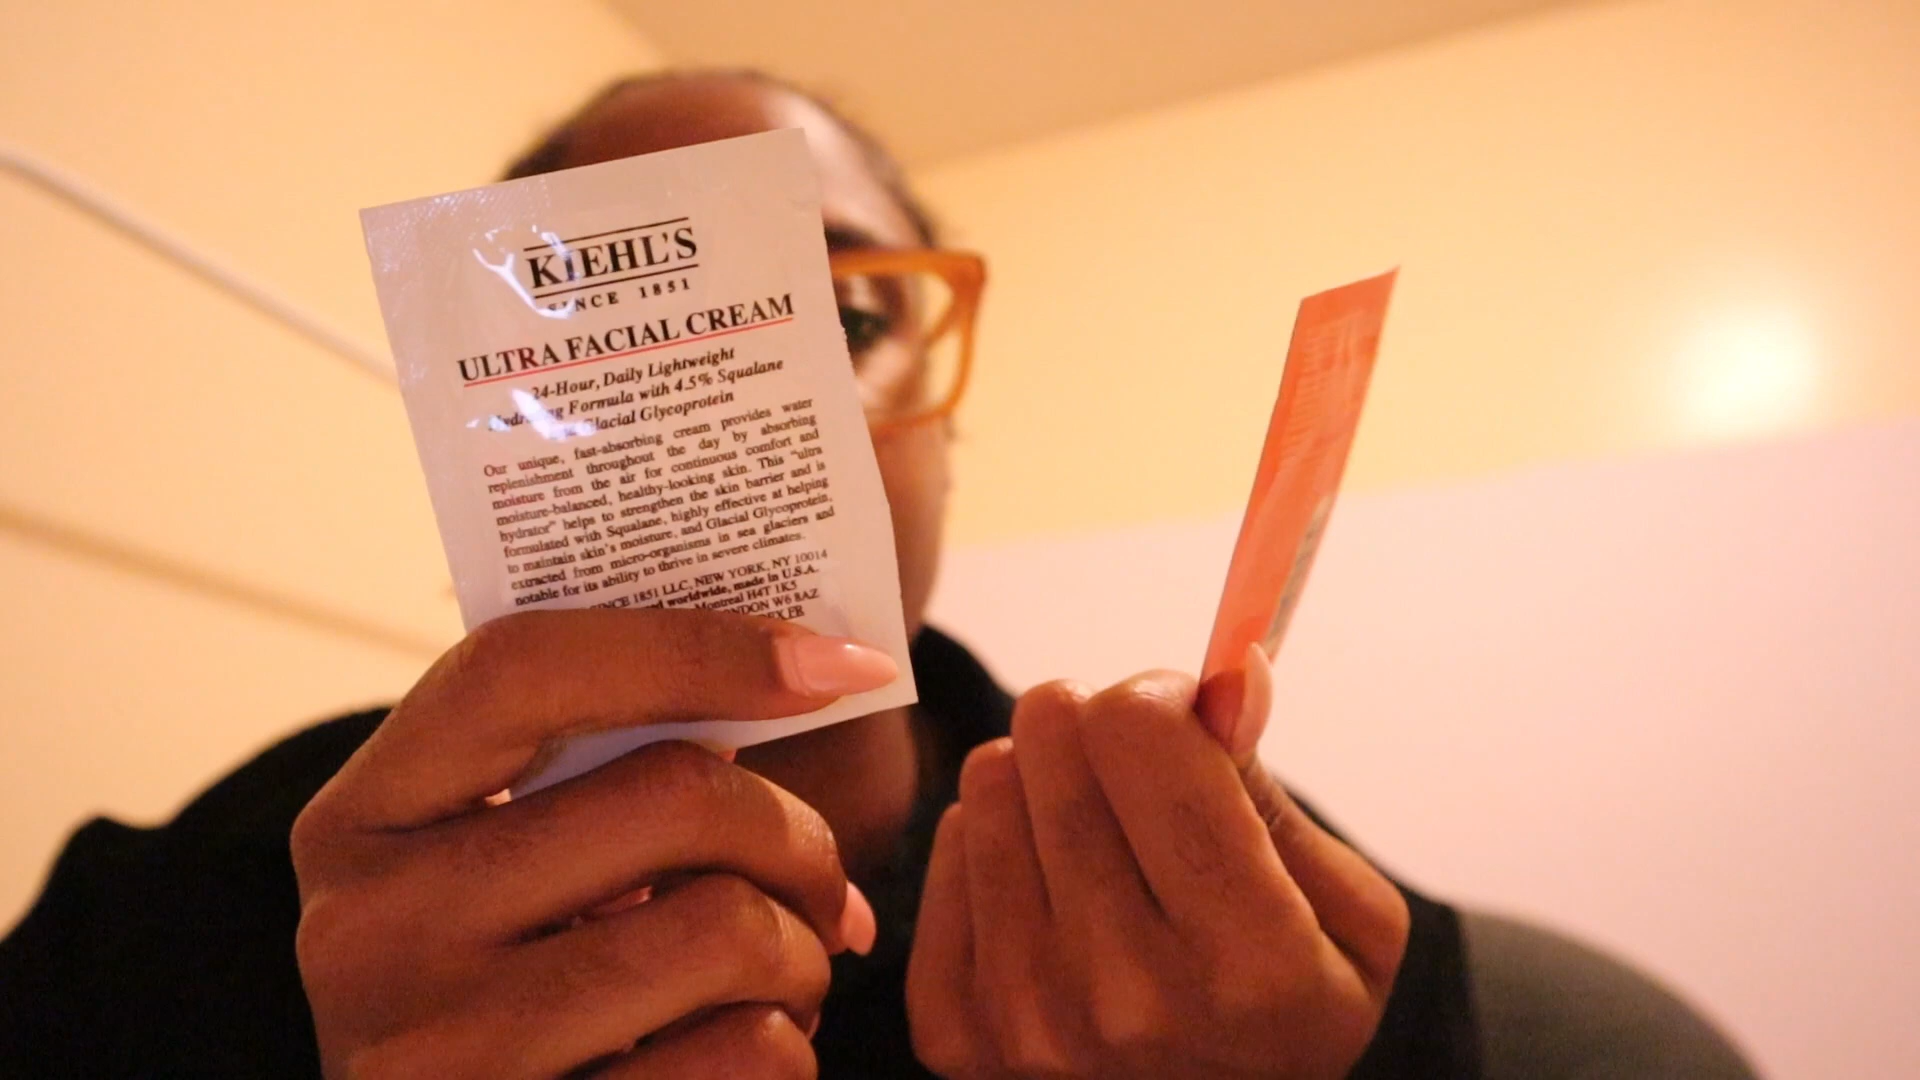 KIEHL'S
SINCE 1851
ULTRA FACIAL CREAM
24-Hour, Daily Lightweight
Formula with 4.5% Squalane
Glacial Glycoprotein
Our unique, fast-absorbing cream provides water
replenishment throughout the day by absorbing
moisture from the air for continuous comfort and
moisture-balanced, healthy-looking skin. This "ultra
hydrator" helps to strengthen the skin barrier and is
formulated with Squalane, highly effective at helping
to maintain skin's moisture, and Glacial Glycoprotein,
extracted from micro-organisms in sea glaciers and
notable for its ability to thrive in severe climates.
SINCE 1851 LLC, NEW YORK, NY 10014
worldwide, made in U.S.A.
Montreal H4T 1K5
LONDON W6 8AZ